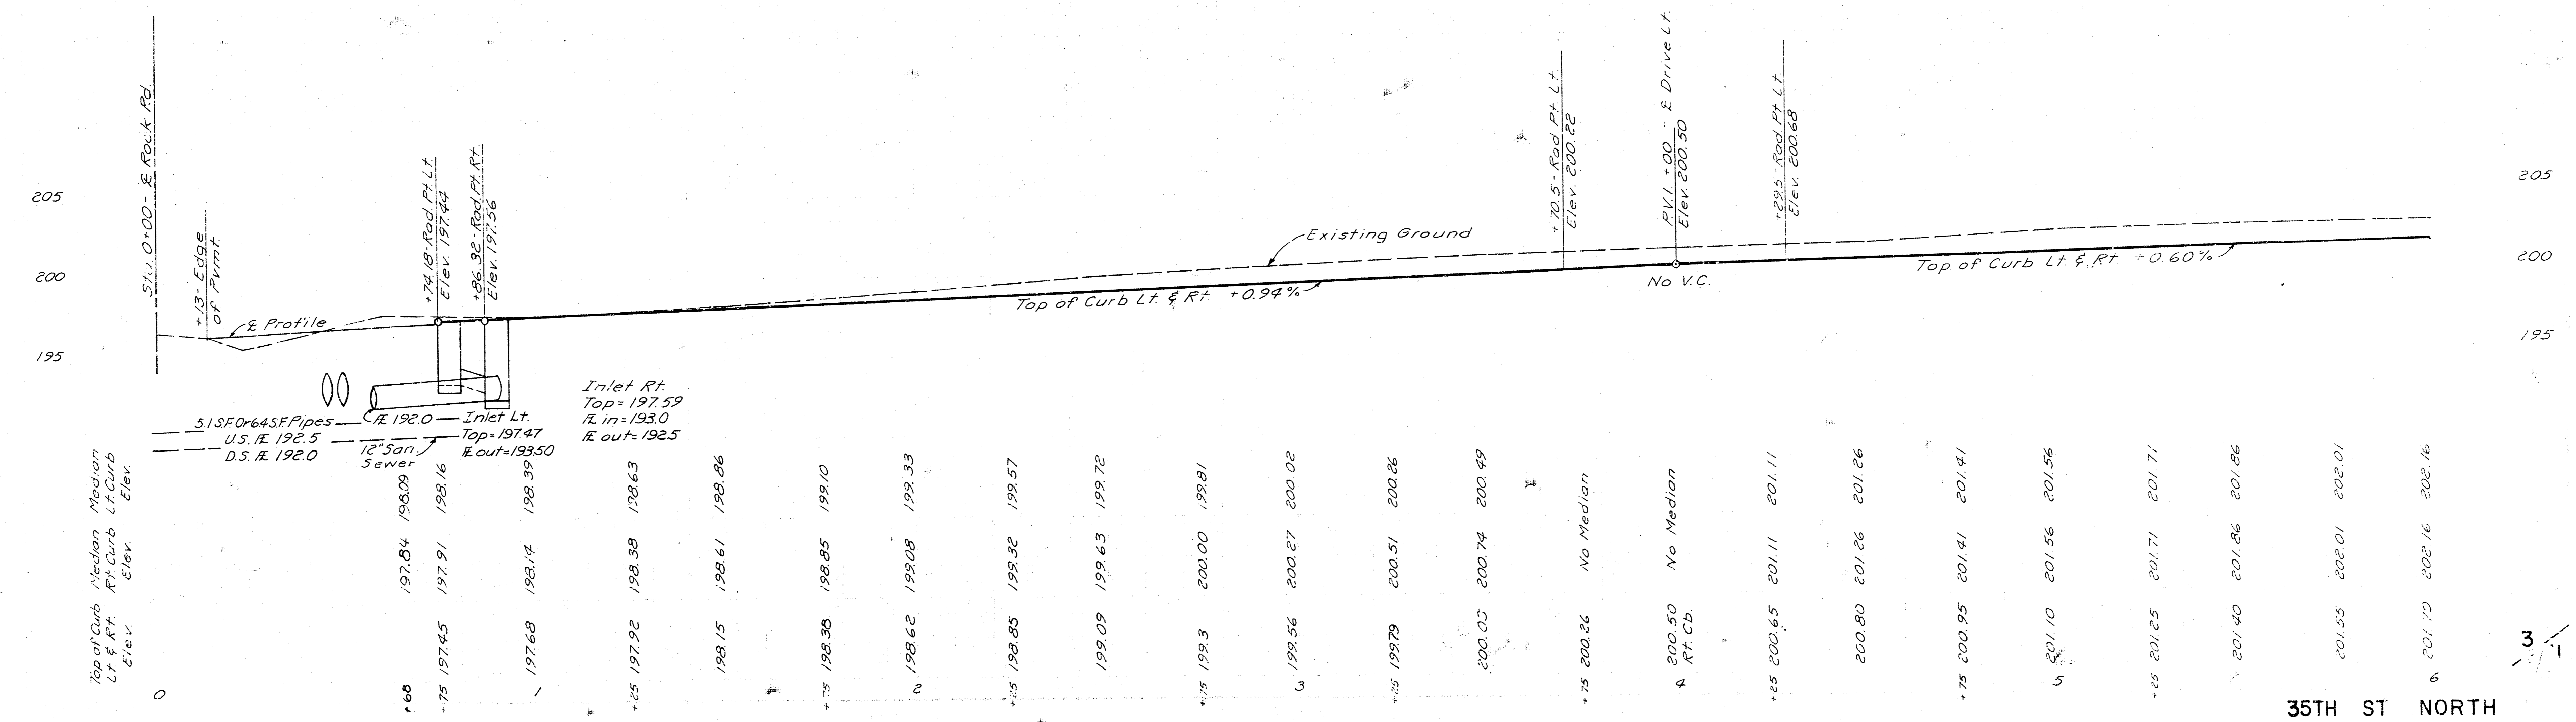 Sta. 0+00 - ℄ Rock Rd.
+13 - Edge
of Pvmt.
+74.18 - Rad. Pt. Lt.
Elev. 197.44
+86.32 - Rad. Pt. Rt.
Elev. 197.56
+70.5 - Rad Pt. Lt.
Elev. 200.22
P.V.I. +00 - ℄ Drive Lt.
Elev. 200.50
+29.5 - Rad Pt Lt
Elev. 200.68
205
200
195
205
200
195
℄ Profile
Existing Ground
Top of Curb Lt. & Rt. +0.94%
No V.C.
Top of Curb Lt. & Rt. +0.60%
5.1 S.F. Or 6.4 S.F. Pipes
U.S. FL 192.5
D.S. FL 192.0
FL 192.0
12" San.
Sewer
Inlet Lt.
Top = 197.47
FL out = 193.50
Inlet Rt.
Top = 197.59
FL in = 193.0
FL out = 192.5
Median
Lt. Curb
Elev.
198.09 198.16 198.39 198.63 198.86 199.10 199.33 199.57 199.72 199.81 200.02 200.26 200.49 No Median No Median 201.11 201.26 201.41 201.56 201.71 201.86 202.01 202.16
Median
Rt. Curb
Elev.
197.84 197.91 198.14 198.38 198.61 198.85 199.08 199.32 199.63 200.00 200.27 200.51 200.74 201.11 201.26 201.41 201.56 201.71 201.86 202.01 202.16
Top of Curb
Lt. & Rt.
Elev.
197.45 197.68 197.92 198.15 198.38 198.62 198.85 199.09 199.3 199.56 199.79 200.03 200.26 200.50 200.65 200.80 200.95 201.10 201.25 201.40 201.55
Rt. Cb.
0 +68 +75 1 +25 +75 2 +25 +75 3 +25 +75 4 +25 +75 5 +25 6
3
1
35TH ST NORTH